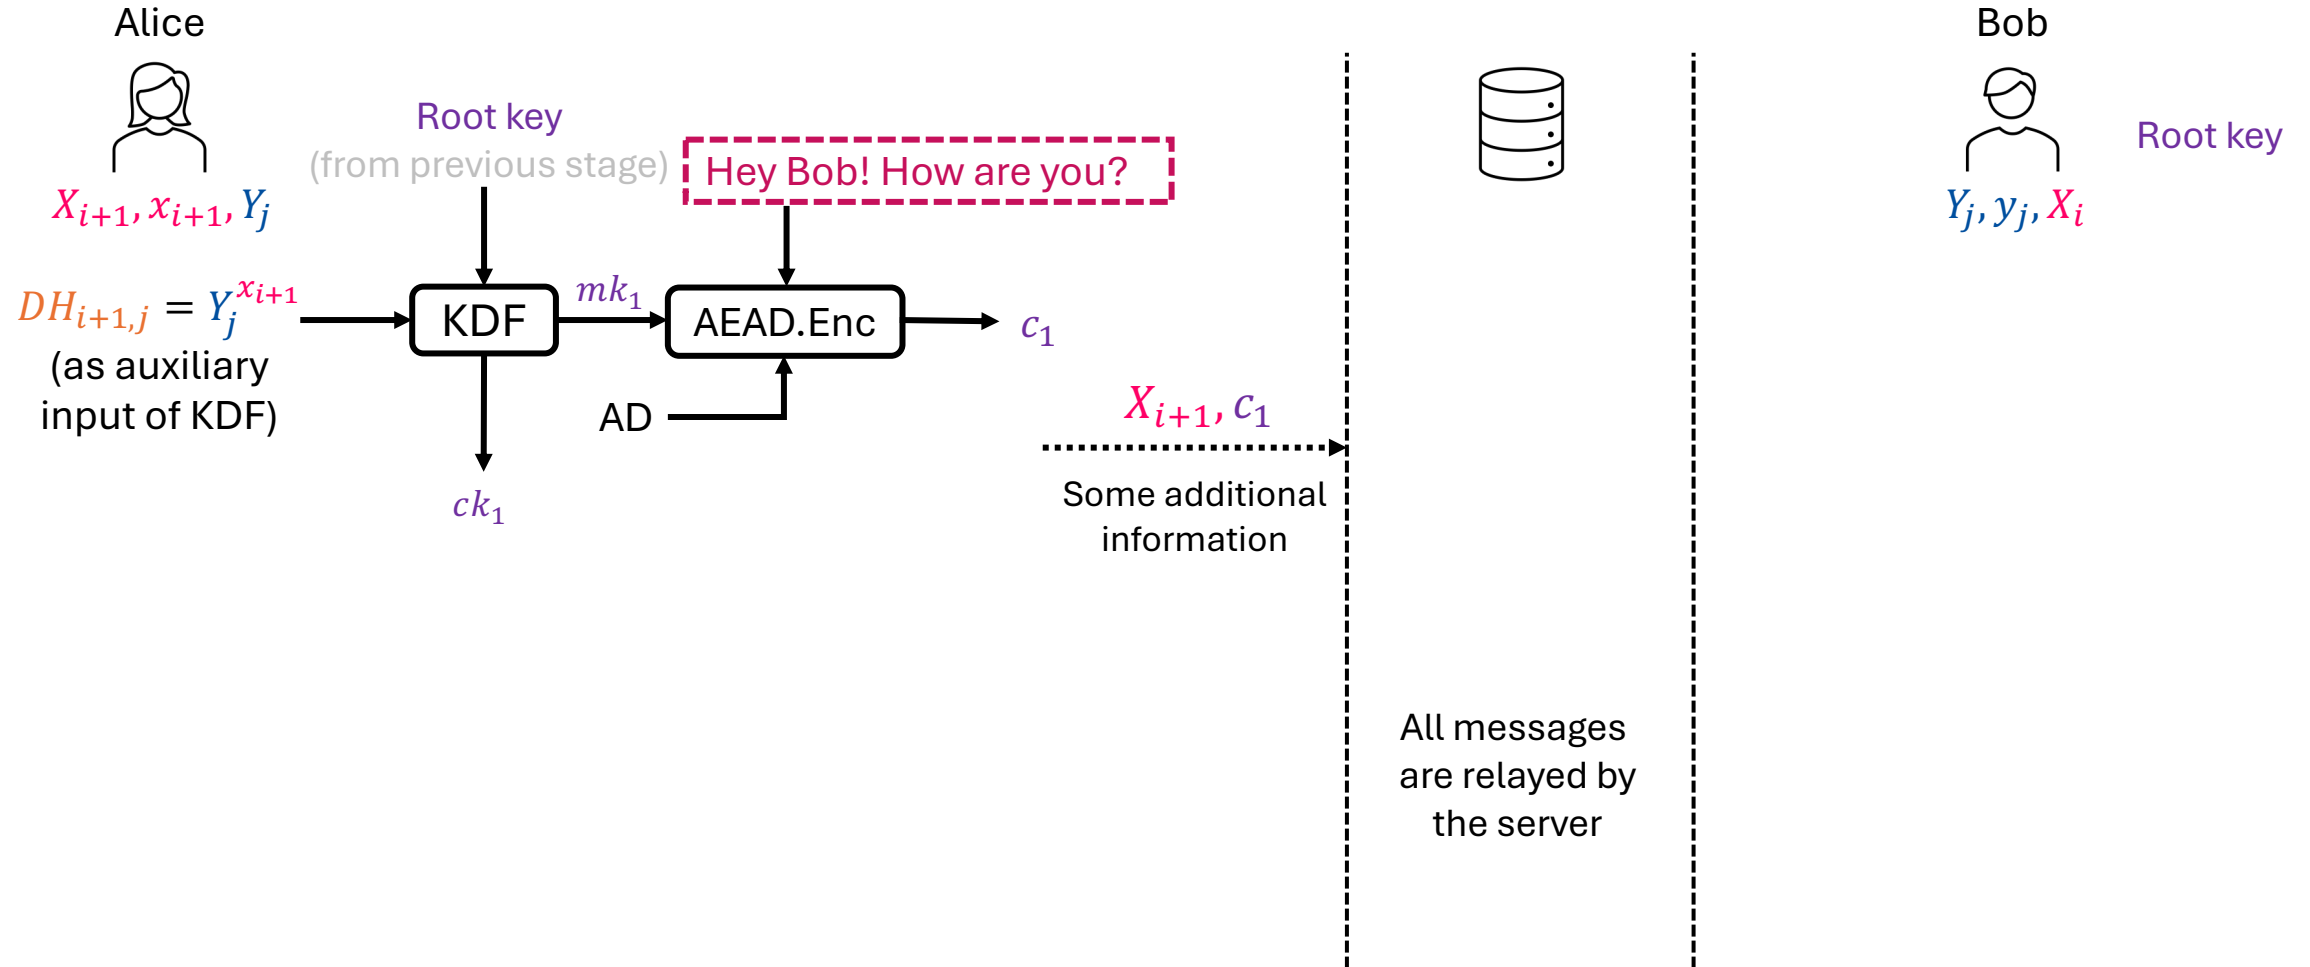 Alice
Bob
Root key
(from previous stage)
Hey Bob! How are you?
Root key
X_{i+1}, x_{i+1}, Y_j
Y_j, y_j, X_i
DH_{i+1,j} = Y_j^{x_{i+1}}
(as auxiliary
input of KDF)
KDF
mk_1
AEAD.Enc
c_1
AD
X_{i+1}, c_1
ck_1
Some additional
information
All messages
are relayed by
the server